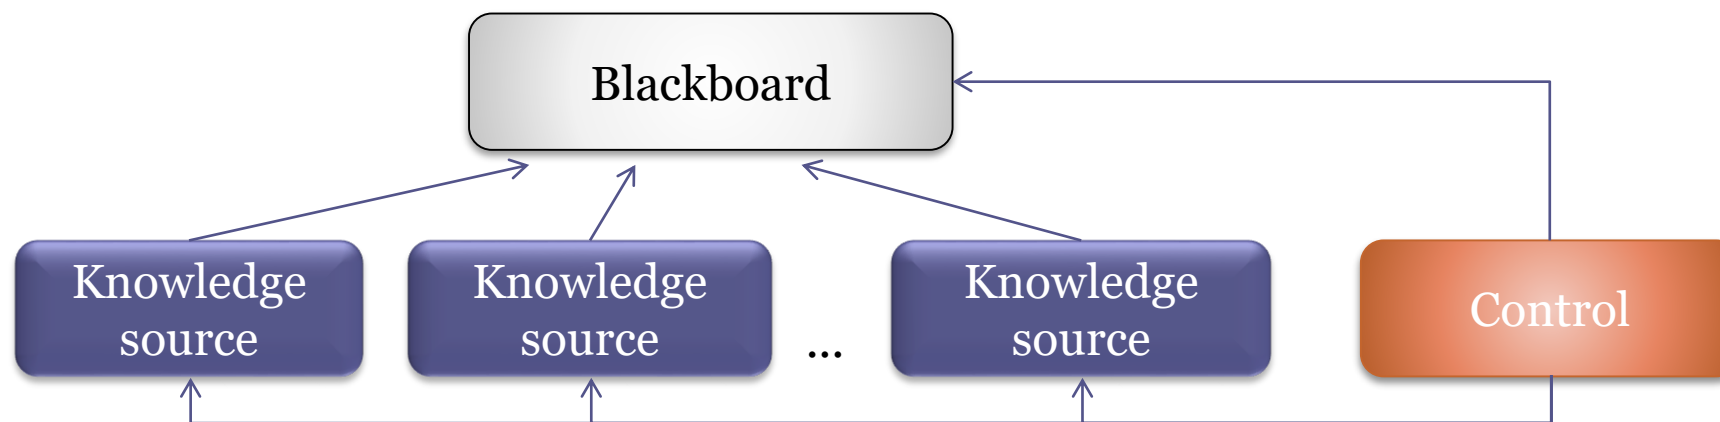 Blackboard
Knowledge
source
Knowledge
source
...
Knowledge
source
Control